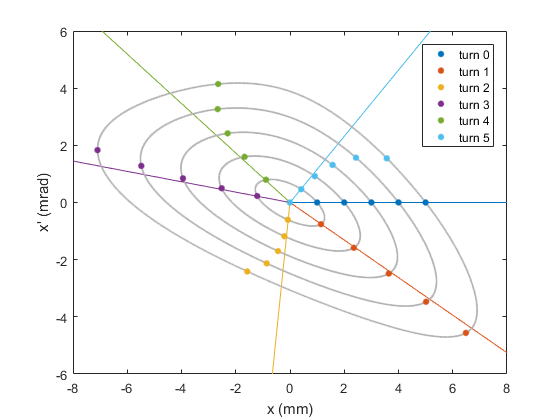 6
4
2
0
-2
-4
-6
x' (mrad)
turn 0
turn 1
turn 2
turn 3
turn 4
turn 5
-8 -6 -4 -2 0 2 4 6 8
x (mm)